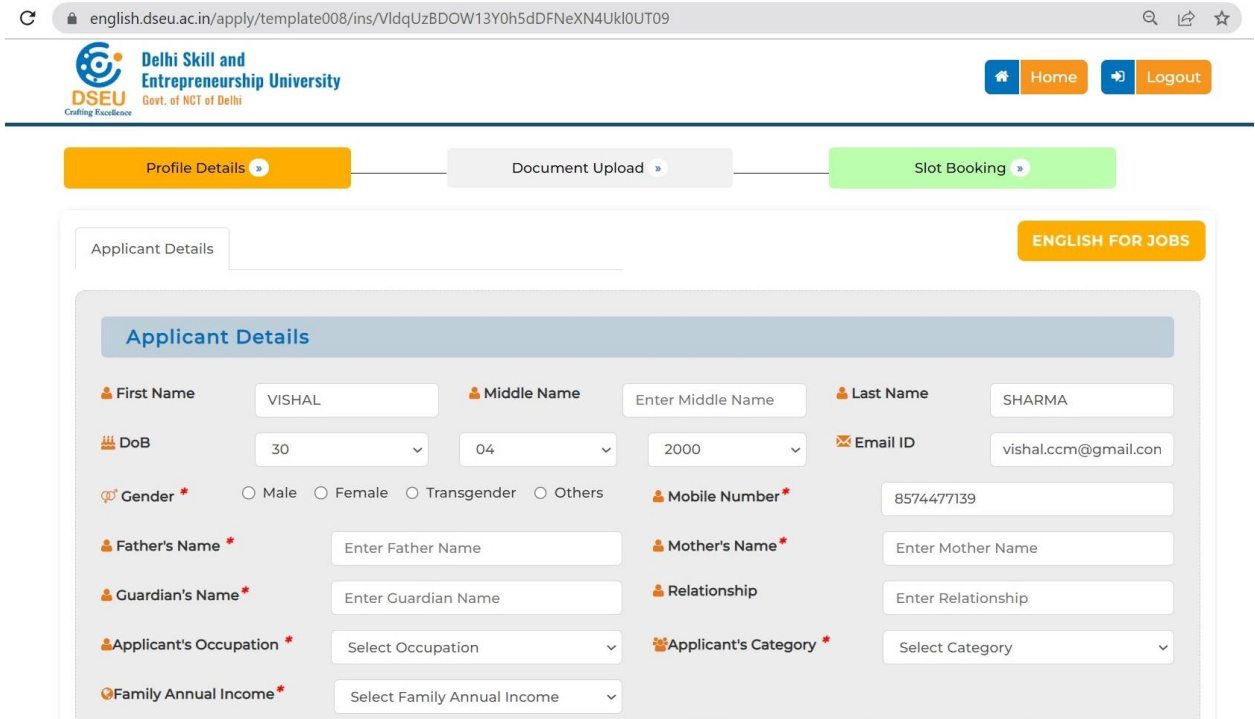 english.dseu.ac.in/apply/template008/ins/VldqUzBDOW13Y0h5dDFNeXN4Ukl0UT09
DSEU
Crafting Excellence
Delhi Skill and
Entrepreneurship University
Govt. of NCT of Delhi
Home Logout
Profile Details » Document Upload » Slot Booking »
Applicant Details ENGLISH FOR JOBS
Applicant Details
First Name VISHAL Middle Name Enter Middle Name Last Name SHARMA
DoB 30 04 2000 Email ID vishal.ccm@gmail.con
Gender * Male Female Transgender Others Mobile Number* 8574477139
Father's Name * Enter Father Name Mother's Name* Enter Mother Name
Guardian's Name* Enter Guardian Name Relationship Enter Relationship
Applicant's Occupation * Select Occupation Applicant's Category * Select Category
Family Annual Income* Select Family Annual Income